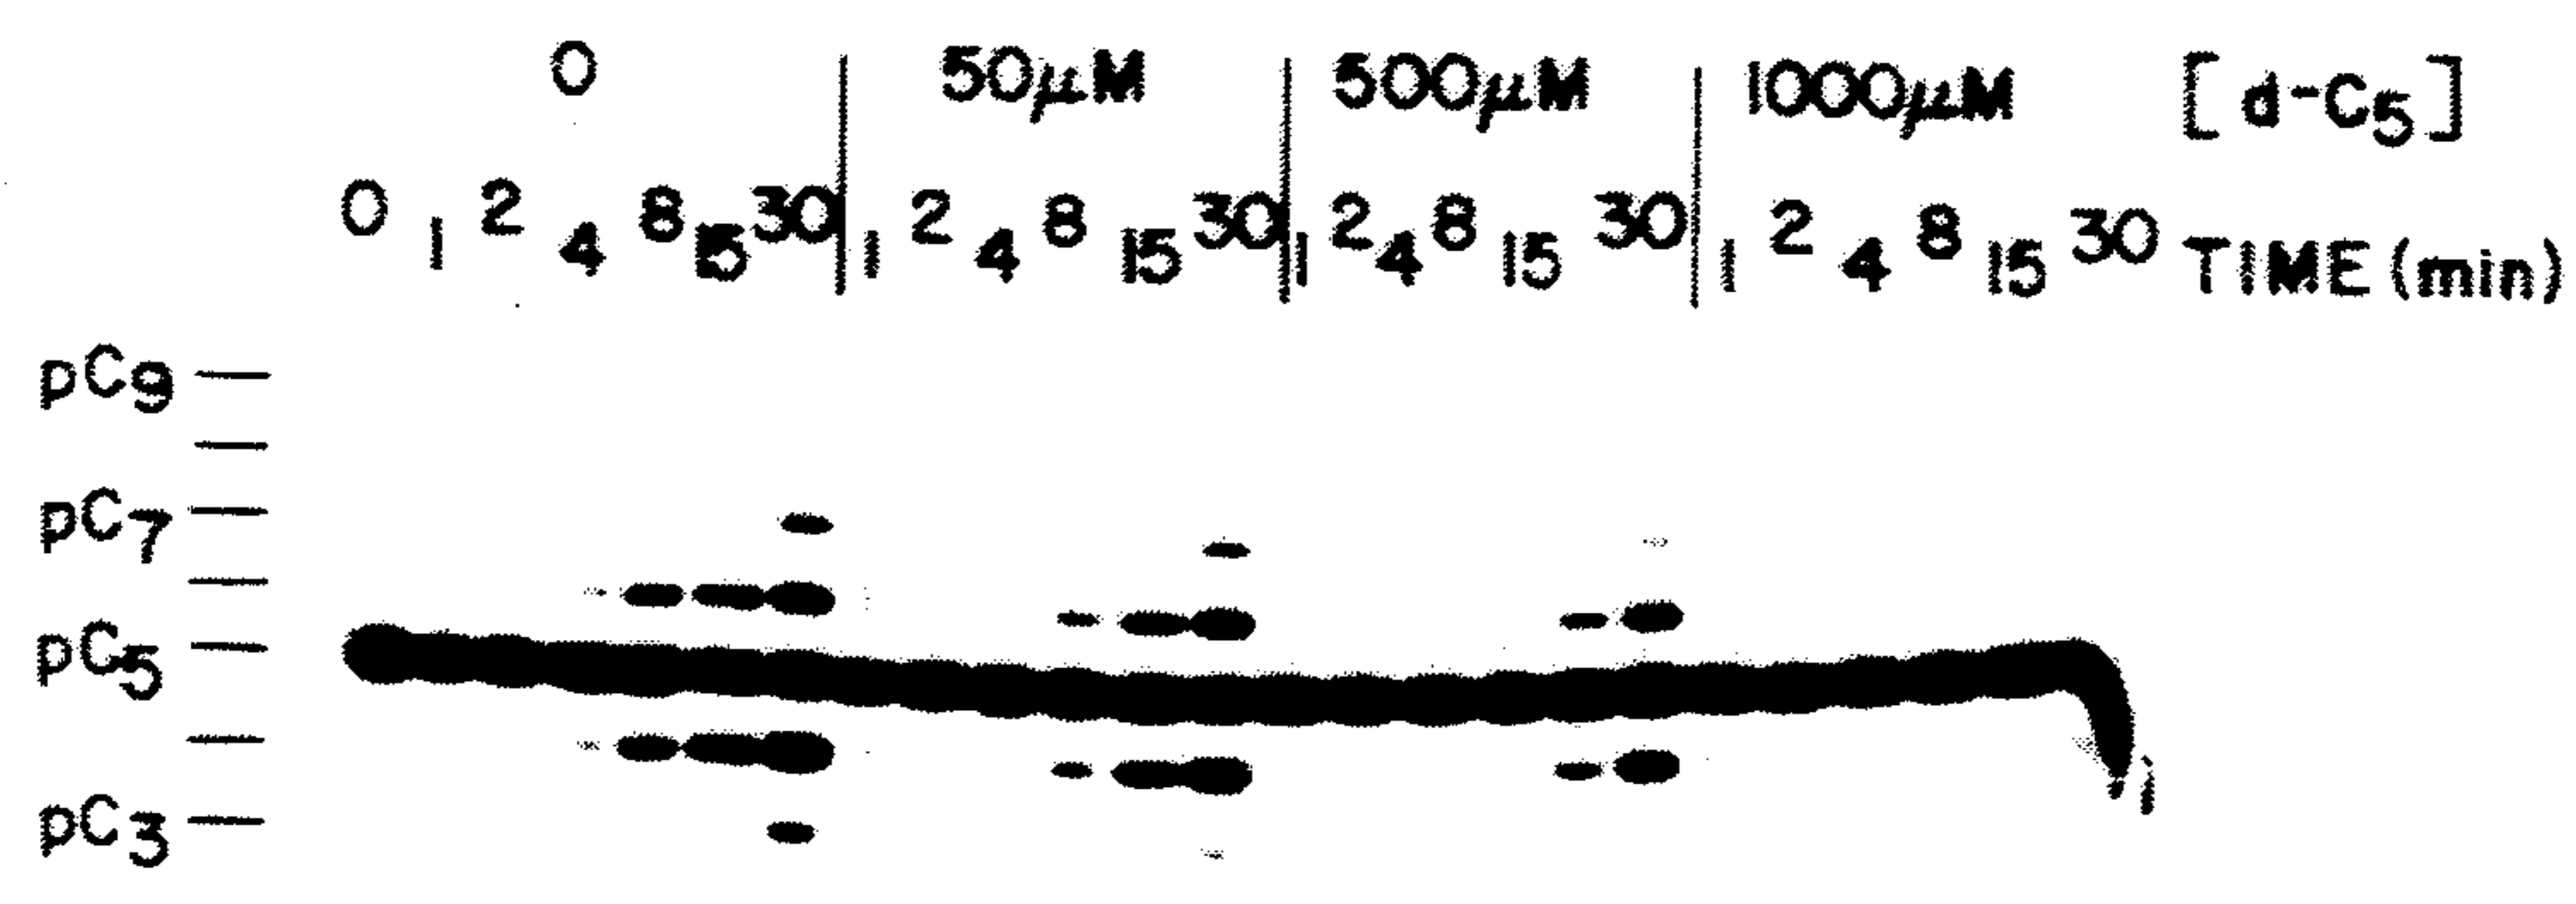 0 50μM 500μM 1000μM [d-C5]
0 1 2 4 8 15 30 1 2 4 8 15 30 1 2 4 8 15 30 1 2 4 8 15 30 TIME (min)
pC9
pC7
pC5
pC3